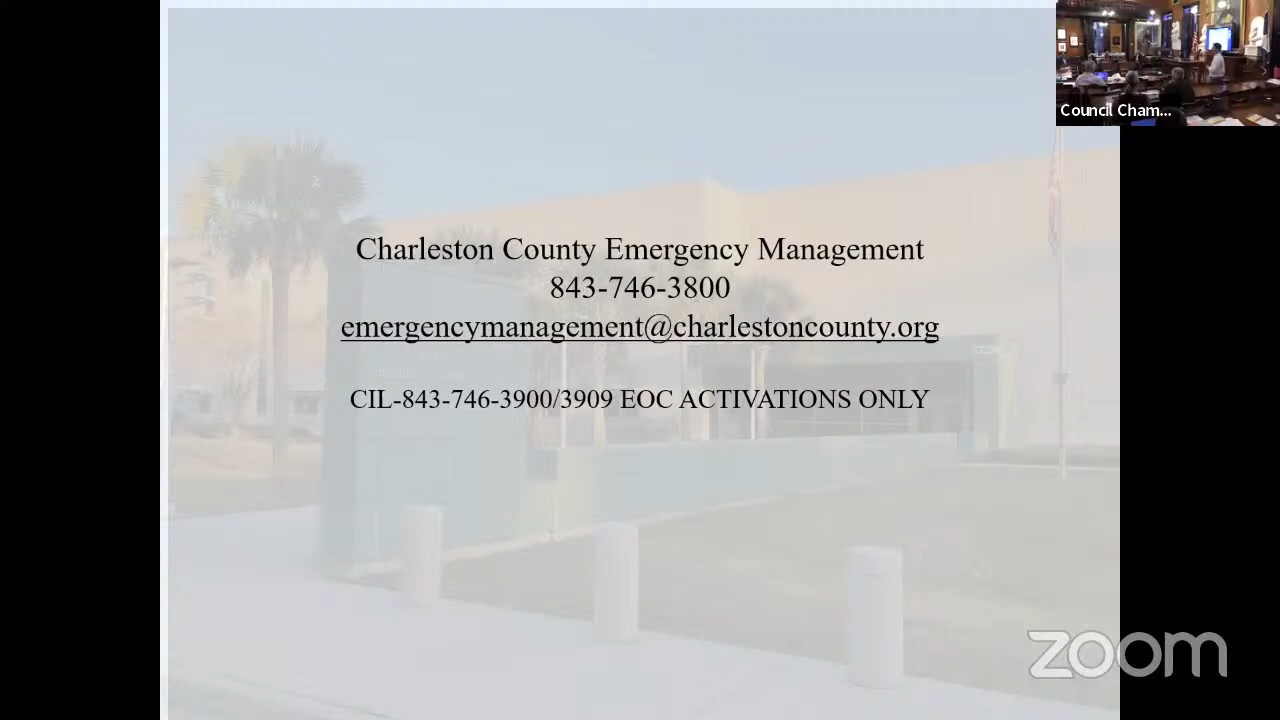 Council Cham...
Charleston County Emergency Management
843-746-3800
emergencymanagement@charlestoncounty.org
CIL-843-746-3900/3909 EOC ACTIVATIONS ONLY
zoom